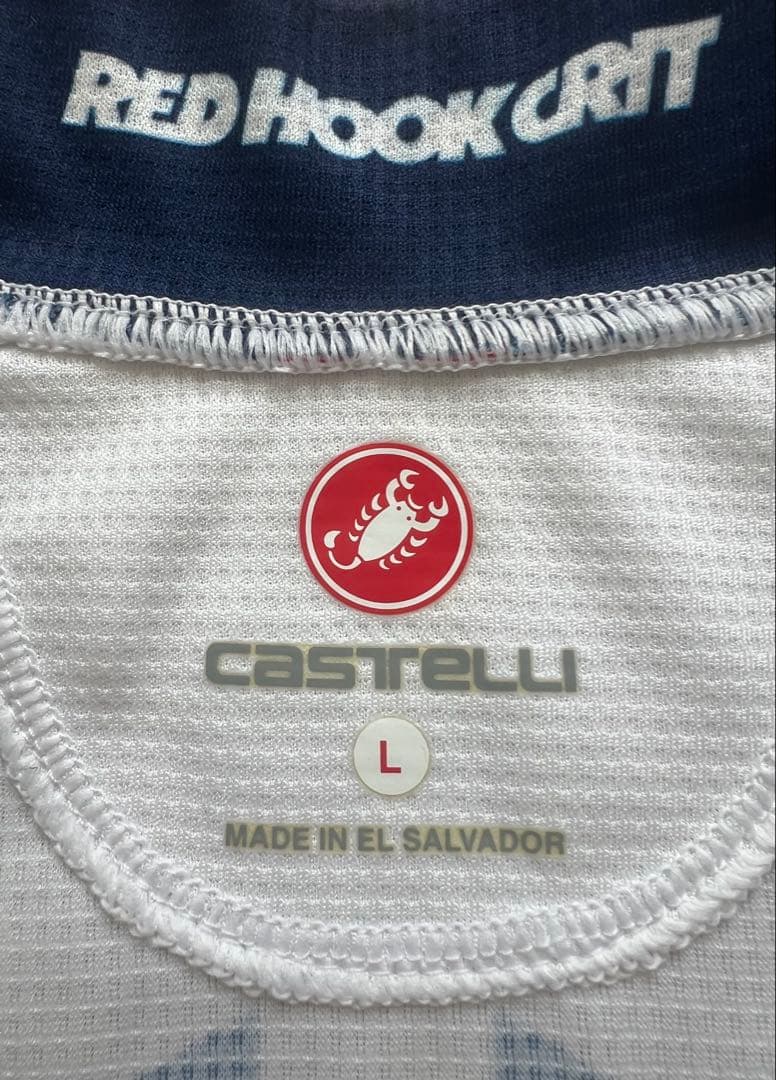 RED HOOK CRIT
CASTELLI
L
MADE IN EL SALVADOR